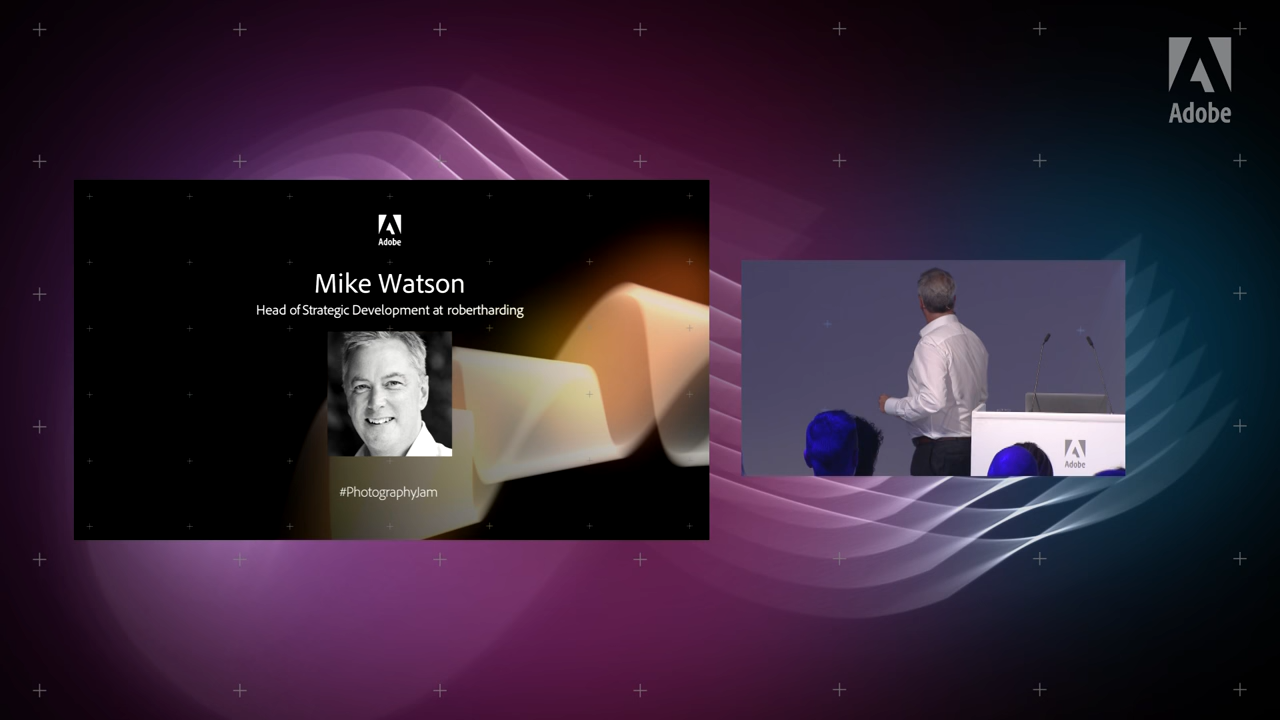 Adobe
Adobe
Mike Watson
Head of Strategic Development at robertharding
#PhotographyJam
Adobe